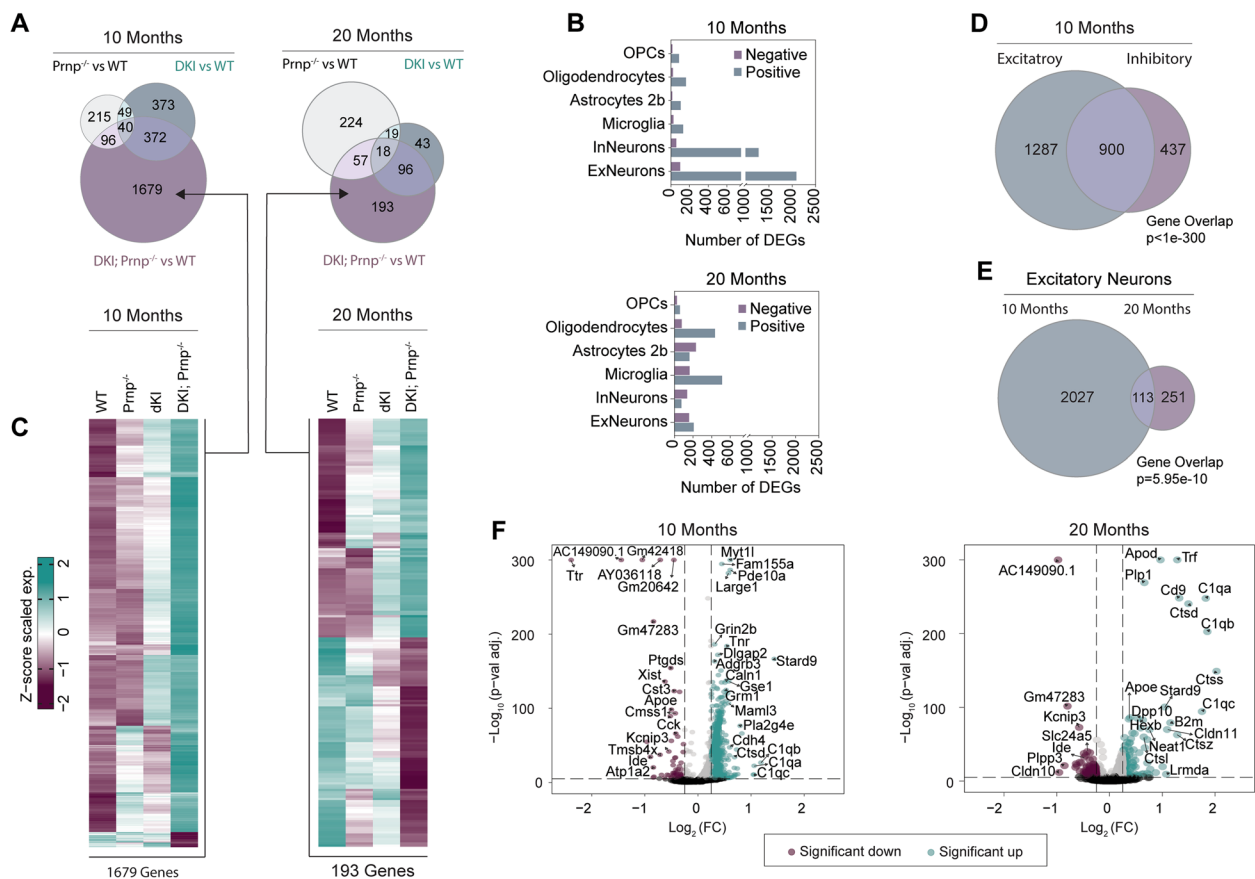 A
10 Months
Prnp-/- vs WT
DKI vs WT
215
49
373
40
96
372
1679
DKI; Prnp-/- vs WT
20 Months
Prnp-/- vs WT
DKI vs WT
224
19
43
18
57
96
193
DKI; Prnp-/- vs WT
B
10 Months
Negative
Positive
OPCs
Oligodendrocytes
Astrocytes 2b
Microglia
InNeurons
ExNeurons
0
200
400
1000
2000
2500
Number of DEGs
20 Months
Negative
Positive
OPCs
Oligodendrocytes
Astrocytes 2b
Microglia
InNeurons
ExNeurons
0
200
400
1000
2000
2500
Number of DEGs
C
10 Months
WT
Prnp-/-
dKI
DKI; Prnp-/-
Z-score scaled exp.
2
1
0
−1
−2
1679 Genes
20 Months
WT
Prnp-/-
dKI
DKI; Prnp-/-
193 Genes
D
10 Months
Excitatroy
Inhibitory
1287
900
437
Gene Overlap
p<1e-300
E
Excitatory Neurons
10 Months
20 Months
2027
113
251
Gene Overlap
p=5.95e-10
F
10 Months
300
200
100
0
−Log10 (p-val adj.)
−2
−1
0
1
2
Log2 (FC)
AC149090.1
Gm42418
Ttr
AY036118
Gm20642
Gm47283
Ptgds
Xist
Cst3
Apoe
Cmss1
Cck
Kcnip3
Tmsb4x
Ide
Atp1a2
Myt1l
Fam155a
Pde10a
Large1
Grin2b
Tnr
Dlgap2
Stard9
Adgrb3
Caln1
Gse1
Grm1
Maml3
Pla2g4e
Cdh4
Ctsd
C1qb
C1qa
C1qc
20 Months
300
200
100
0
−Log10 (p-val adj.)
−2
−1
0
1
2
Log2 (FC)
AC149090.1
Apod
Trf
Plp1
Cd9
C1qa
Ctsd
C1qb
Ctss
Apoe
Stard9
Gm47283
C1qc
Kcnip3
Dpp10
B2m
Slc24a5
Hexb
Cldn11
Ide
Neat1
Ctsz
Plpp3
Ctsl
Cldn10
Lrmda
Significant down
Significant up